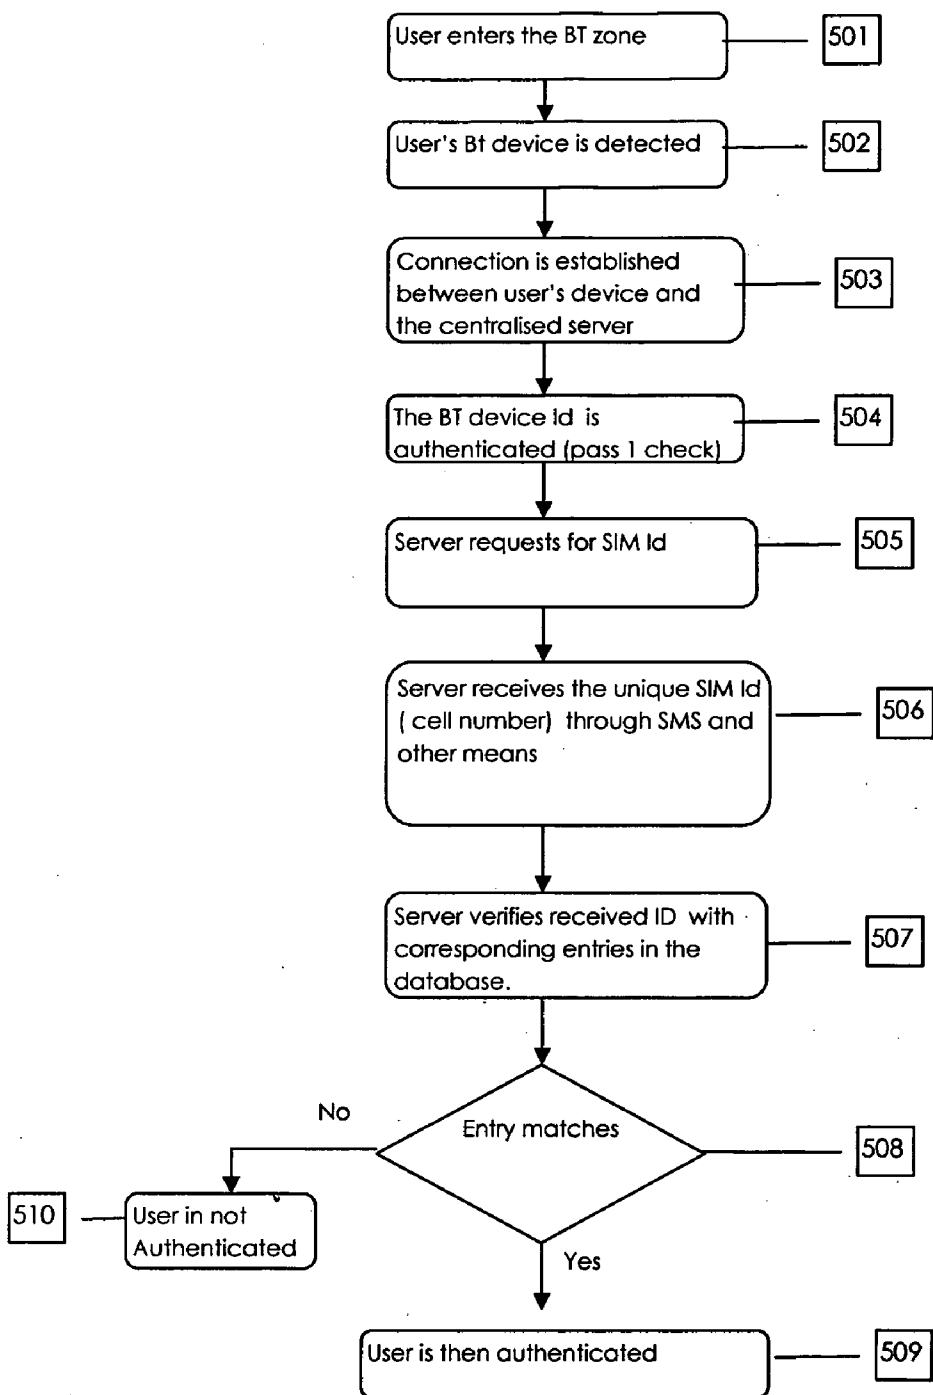 User enters the BT zone
501
User's Bt device is detected
502
Connection is established
between user's device and
the centralised server
503
The BT device Id is
authenticated (pass 1 check)
504
Server requests for SIM Id
505
Server receives the unique SIM Id
( cell number) through SMS and
other means
506
Server verifies received ID with
corresponding entries in the
database.
507
Entry matches
508
No
510
User in not
Authenticated
Yes
User is then authenticated
509